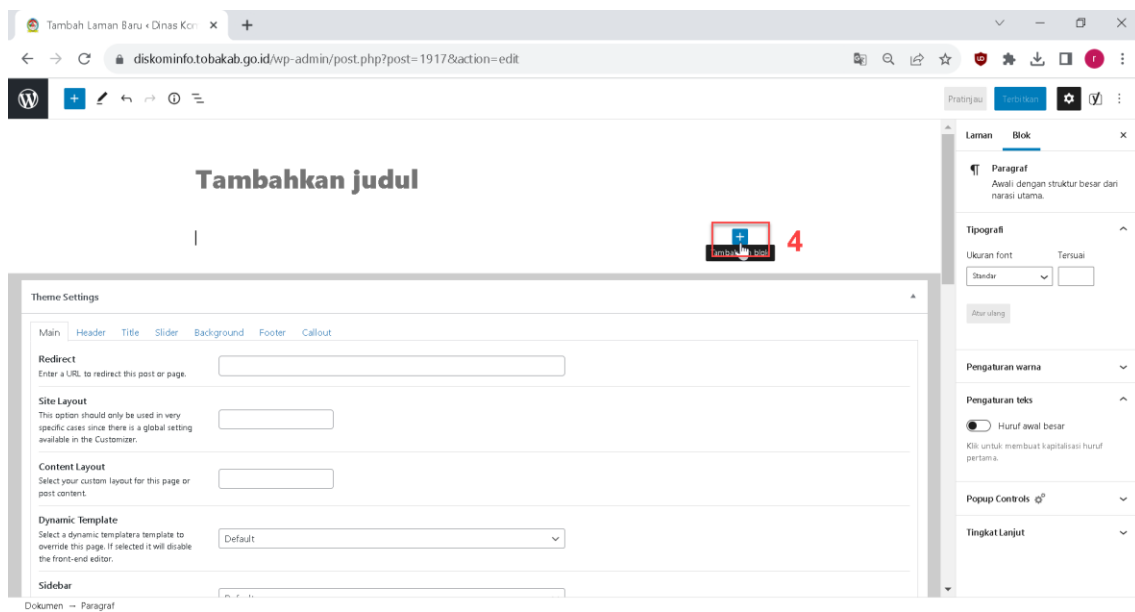 Tambah Laman Baru ‹ Dinas Kom
diskominfo.tobakab.go.id/wp-admin/post.php?post=1917&action=edit
r
Pratinjau
Terbitkan
Laman Blok
Paragraf
Awali dengan struktur besar dari
narasi utama.
Tambahkan judul
4
Tipografi
Ukuran font Tersuai
Standar
Atur ulang
Pengaturan warna
Pengaturan teks
Huruf awal besar
Klik untuk membuat kapitalisasi huruf
pertama.
Popup Controls
Tingkat Lanjut
Theme Settings
Main Header Title Slider Background Footer Callout
Redirect
Enter a URL to redirect this post or page.
Site Layout
This option should only be used in very
specific cases since there is a global setting
available in the Customizer.
Content Layout
Select your custom layout for this page or
post content.
Dynamic Template
Select a dynamic templatera template to
override this page. If selected it will disable
the front-end editor.
Default
Sidebar
Dokumen → Paragraf